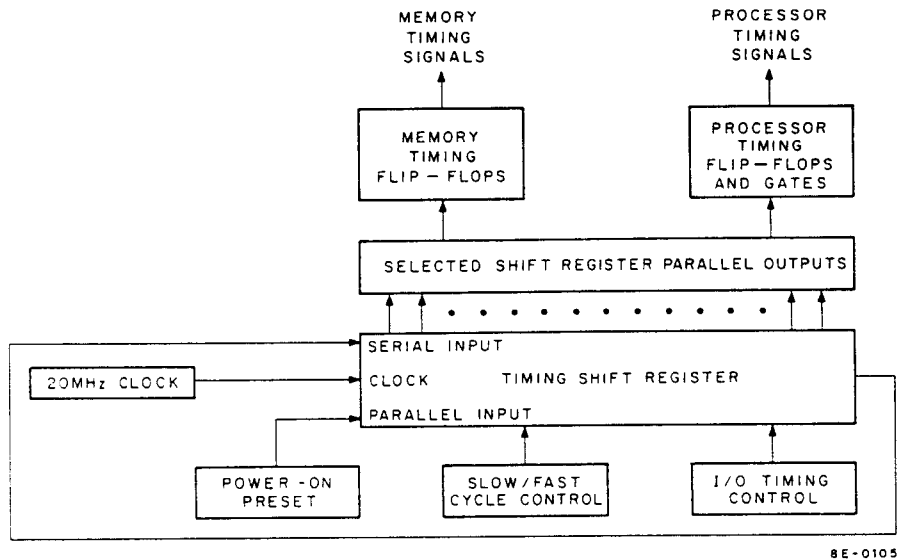 MEMORY
TIMING
SIGNALS
PROCESSOR
TIMING
SIGNALS
MEMORY
TIMING
FLIP-FLOPS
PROCESSOR
TIMING
FLIP-FLOPS
AND GATES
SELECTED SHIFT REGISTER PARALLEL OUTPUTS
SERIAL INPUT
20MHz CLOCK
CLOCK
TIMING SHIFT REGISTER
PARALLEL INPUT
POWER-ON
PRESET
SLOW/FAST
CYCLE CONTROL
I/O TIMING
CONTROL
8E-0105